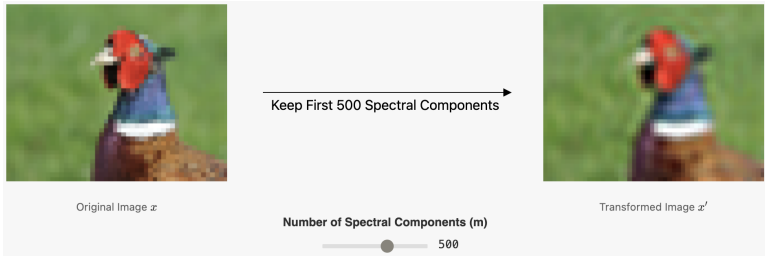 Keep First 500 Spectral Components
Original Image x
Transformed Image x′
Number of Spectral Components (m)
500